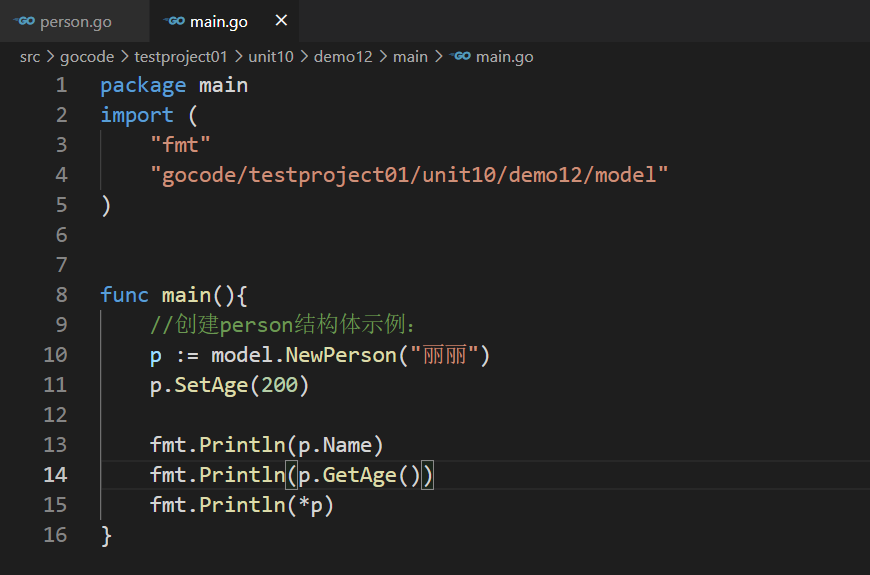 GO person.go GO main.go ×
src > gocode > testproject01 > unit10 > demo12 > main > GO main.go
1 package main
2 import (
3     "fmt"
4     "gocode/testproject01/unit10/demo12/model"
5 )
6
7
8 func main(){
9     //创建person结构体示例：
10     p := model.NewPerson("丽丽")
11     p.SetAge(200)
12
13     fmt.Println(p.Name)
14     fmt.Println(p.GetAge())
15     fmt.Println(*p)
16 }